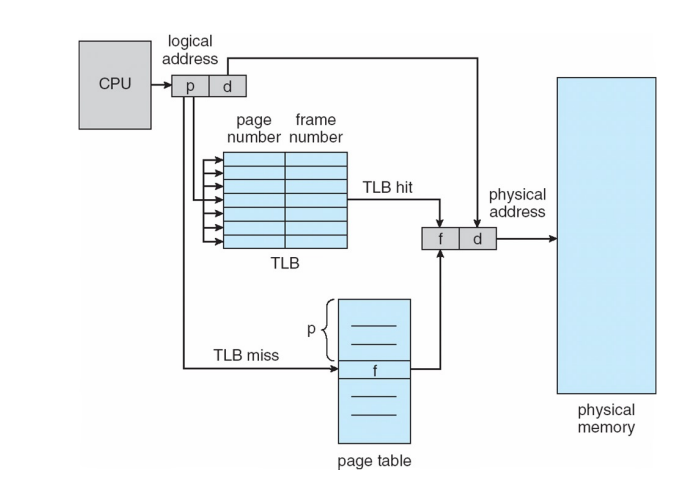 logical
address
CPU
p
d
page
number
frame
number
TLB hit
physical
address
f
d
TLB
p
TLB miss
f
page table
physical
memory